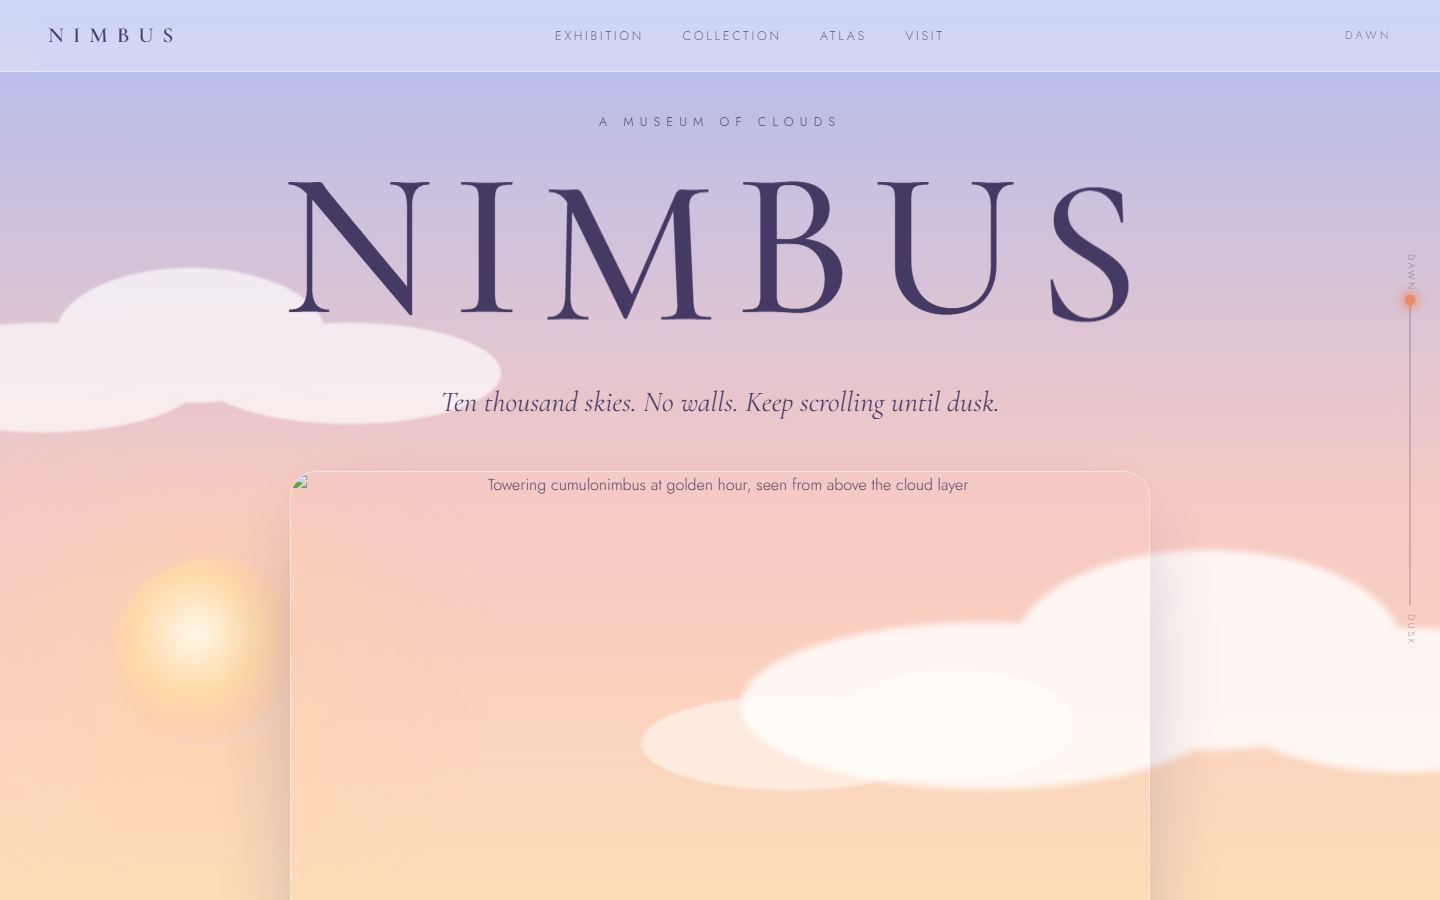 NIMBUS
EXHIBITION
COLLECTION
ATLAS
VISIT
DAWN
A MUSEUM OF CLOUDS
NIMBUS
DAWN
Ten thousand skies. No walls. Keep scrolling until dusk.
Towering cumulonimbus at golden hour, seen from above the cloud layer
DUSK